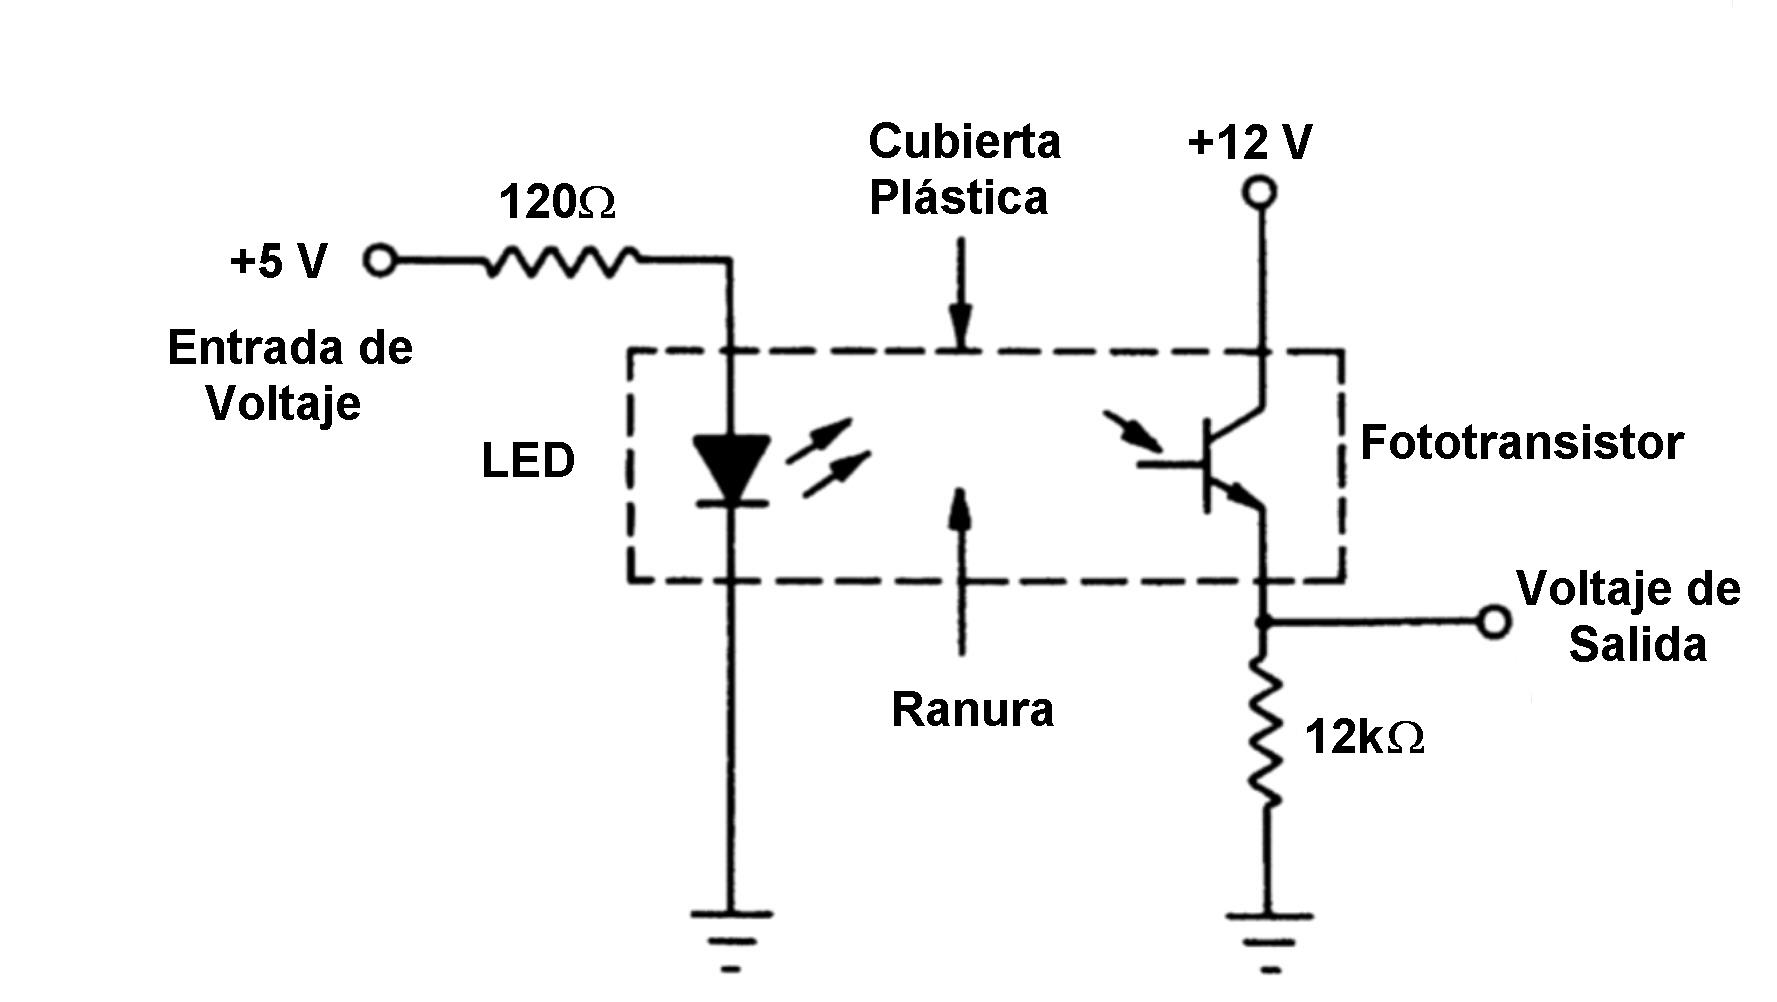 Cubierta
Plástica
+12 V
120Ω
+5 V
Entrada de
Voltaje
LED
Fototransistor
Voltaje de
Salida
Ranura
12kΩ